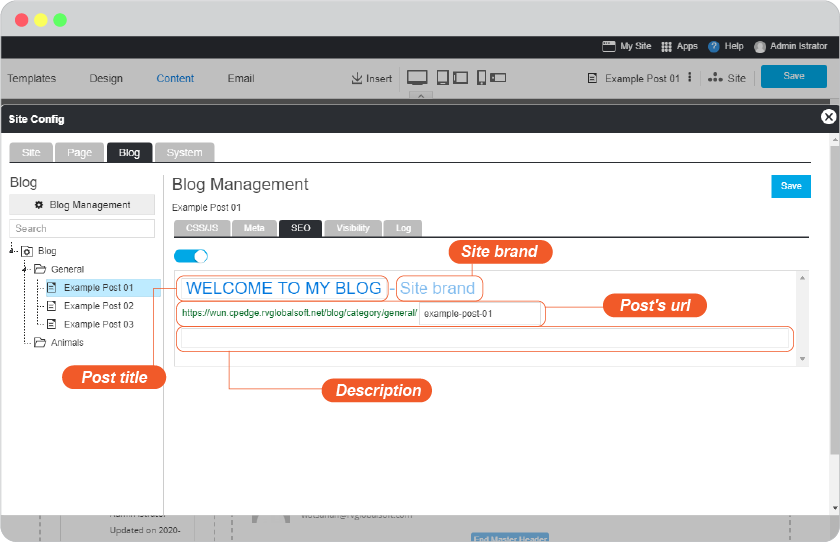 My Site Apps ? Help Admin Istrator
Templates Design Content Email Insert Example Post 01 Site Save
Site Config
Site Page Blog System
Blog
Blog Management
Search
Blog
General
Example Post 01
Example Post 02
Example Post 03
Animals
Blog Management
Save
Example Post 01
CSS/JS Meta SEO Visibility Log
Site brand
WELCOME TO MY BLOG - Site brand
https://wun.cpedge.rvglobalsoft.net/blog/category/general/ example-post-01
Post's url
Post title
Description
Updated on 2020-
End Master Header